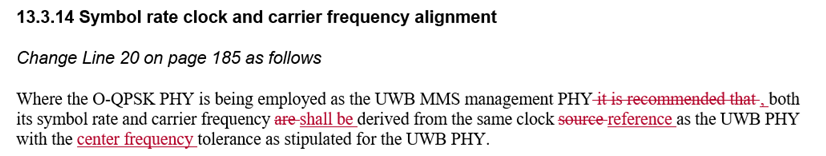 13.3.14 Symbol rate clock and carrier frequency alignment
Change Line 20 on page 185 as follows
Where the O-QPSK PHY is being employed as the UWB MMS management PHY it is recommended that , both
its symbol rate and carrier frequency are shall be derived from the same clock source reference as the UWB PHY
with the center frequency tolerance as stipulated for the UWB PHY.